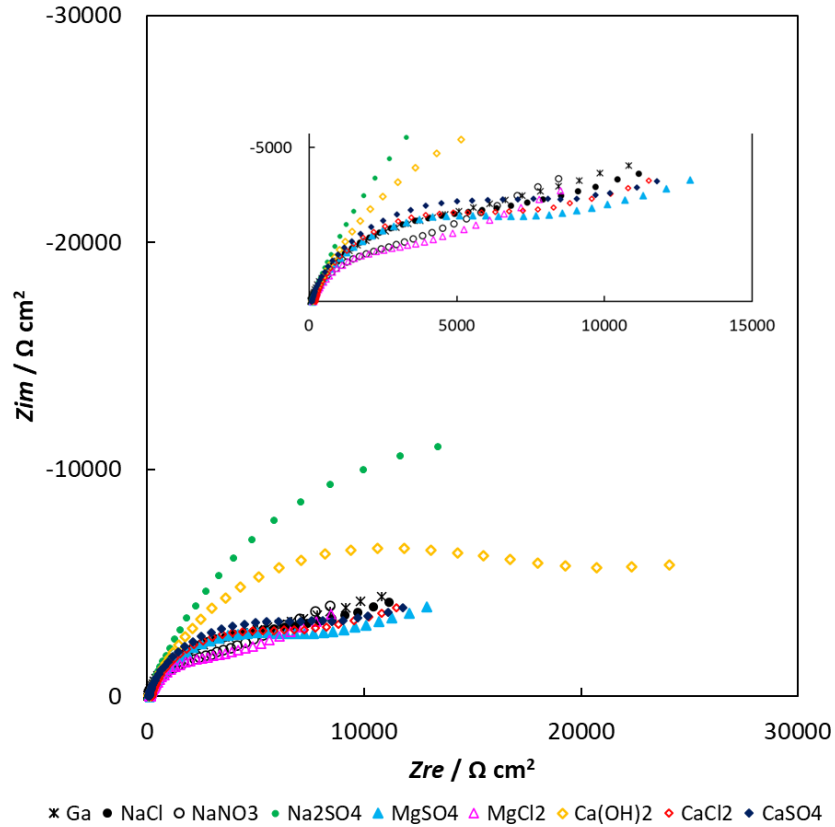 -30000
-20000
-10000
0
Zim / Ω cm²
-5000
0 5000 10000 15000
0 10000 20000 30000
Zre / Ω cm²
Ga NaCl NaNO3 Na2SO4 MgSO4 MgCl2 Ca(OH)2 CaCl2 CaSO4